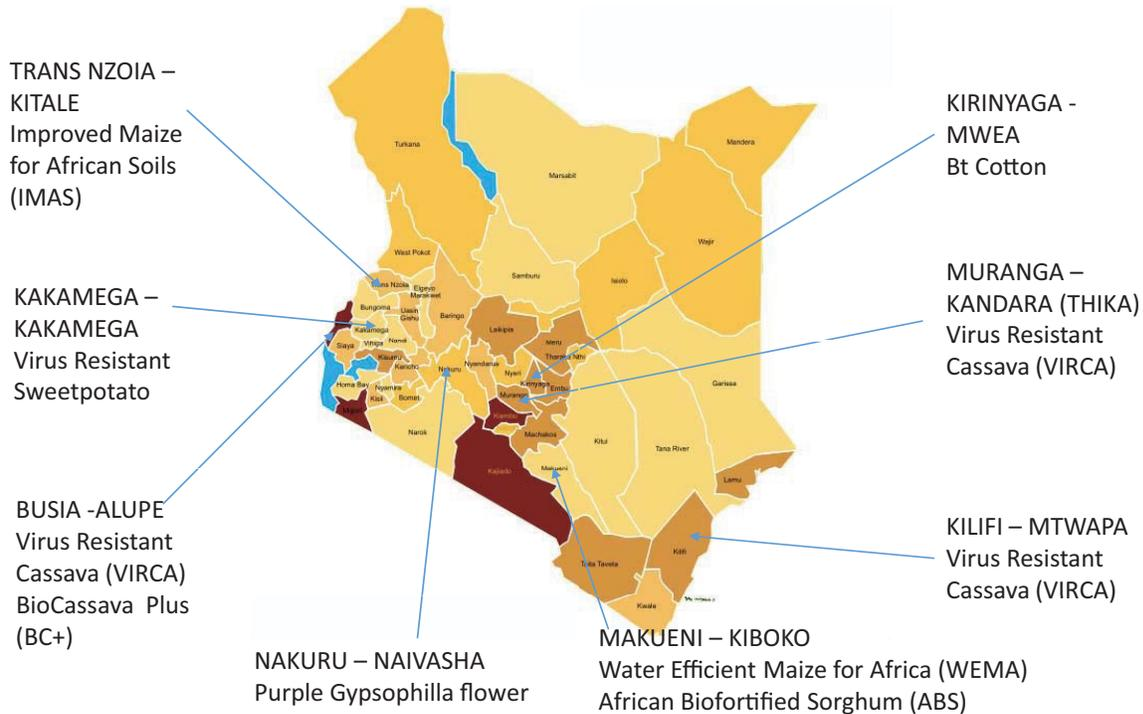 TRANS NZOIA –
KITALE
Improved Maize
for African Soils
(IMAS)
KAKAMEGA –
KAKAMEGA
Virus Resistant
Sweetpotato
BUSIA -ALUPE
Virus Resistant
Cassava (VIRCA)
BioCassava Plus
(BC+)
NAKURU – NAIVASHA
Purple Gypsophilla flower
MAKUENI – KIBOKO
Water Efficient Maize for Africa (WEMA)
African Biofortified Sorghum (ABS)
KIRINYAGA -
MWEA
Bt Cotton
MURANGA –
KANDARA (THIKA)
Virus Resistant
Cassava (VIRCA)
KILIFI – MTWAPA
Virus Resistant
Cassava (VIRCA)
Turkana
Marsabit
Mandera
Wajir
West Pokot
Samburu
Isiolo
Nzoia
Elgeyo
Marakwet
Bungoma
Uasin
Gishu
Baringo
Laikipia
Kakamega
Meru
Siaya
Vihiga
Nandi
Kisumu
Tharaka Nthi
Kericho
Nakuru
Nyandarua
Nyeri
Kirinyaga
Embu
Garissa
Homa Bay
Nyamira
Kisii
Bomet
Muranga
Migori
Kiambu
Narok
Machakos
Kitui
Tana River
Kajiado
Makueni
Lamu
Taita Taveta
Kilifi
Kwale